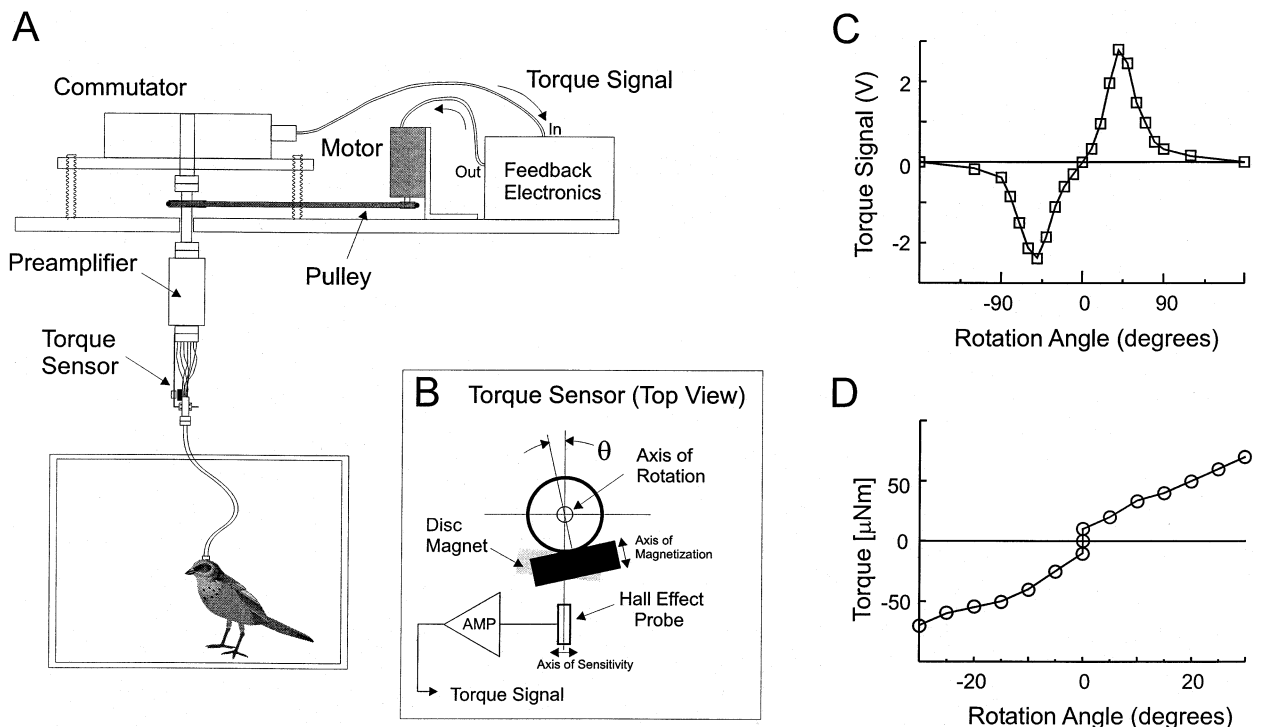 A
Commutator
Torque Signal
In
Motor
Out
Feedback
Electronics
Preamplifier
Pulley
Torque
Sensor
B
Torque Sensor (Top View)
θ
Axis of
Rotation
Disc
Magnet
Axis of
Magnetization
Hall Effect
Probe
AMP
Axis of Sensitivity
Torque Signal
C
Torque Signal (V)
2
0
-2
-90
0
90
Rotation Angle (degrees)
D
Torque [μNm]
50
0
-50
-20
0
20
Rotation Angle (degrees)